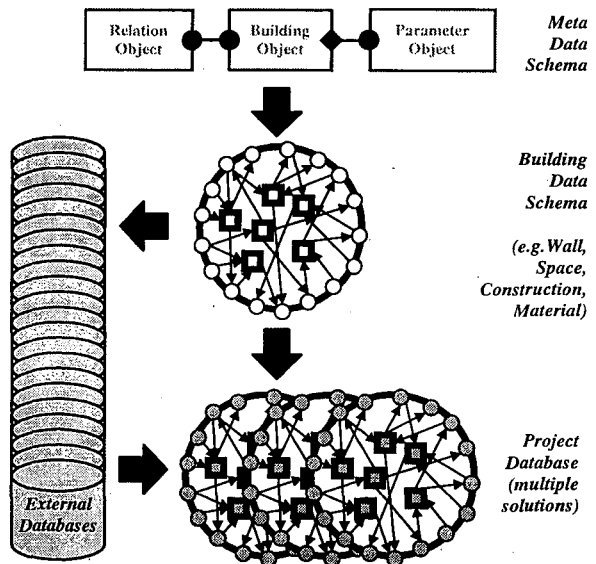 Relation
Object
Building
Object
Parameter
Object
Meta
Data
Schema
Building
Data
Schema
(e.g.Wall,
Space,
Construction,
Material)
External
Databases
Project
Database
(multiple
solutions)